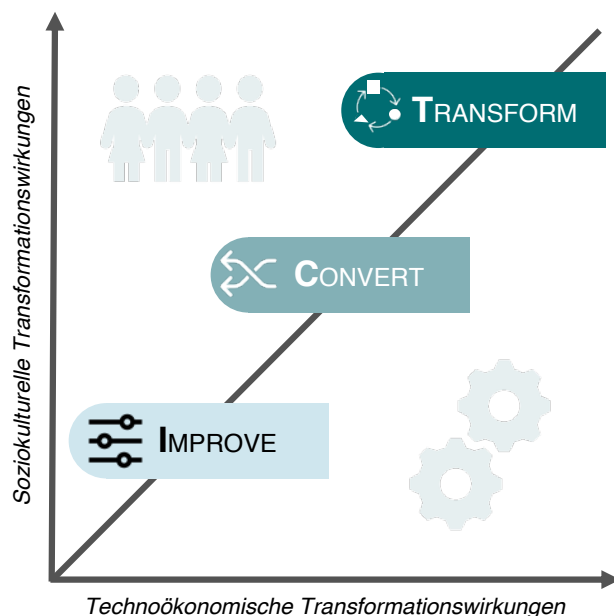 Soziokulturelle Transformationswirkungen
TRANSFORM
CONVERT
IMPROVE
Technoökonomische Transformationswirkungen